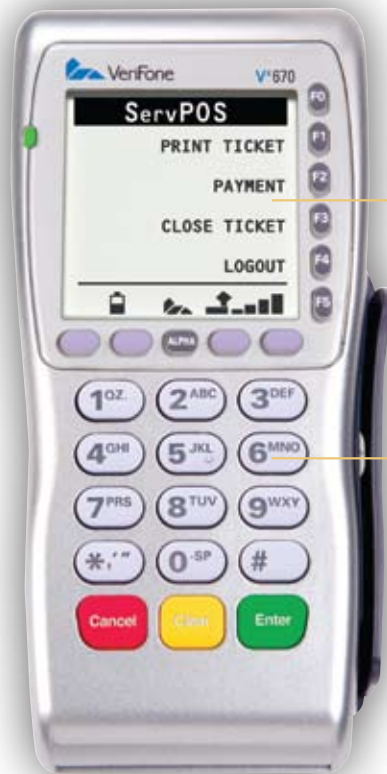 VeriFone Vx670
ServPOS
F0
PRINT TICKET F1
PAYMENT F2
CLOSE TICKET F3
LOGOUT F4
F5
ALPHA
1QZ. 2ABC 3DEF
4GHI 5JKL 6MNO
7PRS 8TUV 9WXY
*,'" 0-SP #
Cancel Clear Enter